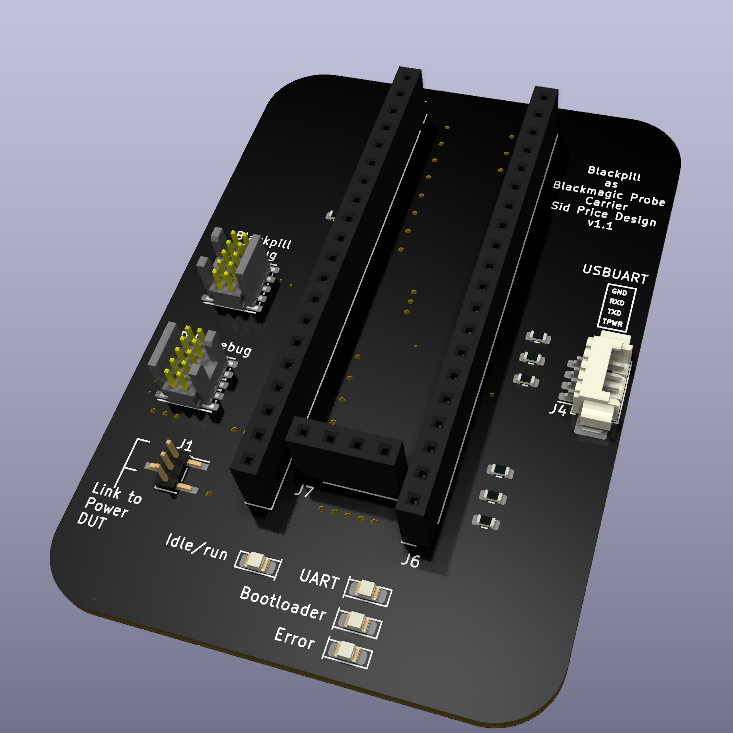 Blackpill
as
Blackmagic Probe
Carrier
Sid Price Design
v1.1
USBUART
GND
RXD
TXD
TPWR
J4
J1
Link to
Power
DUT
J7
J6
Idle/run
UART
Bootloader
Error